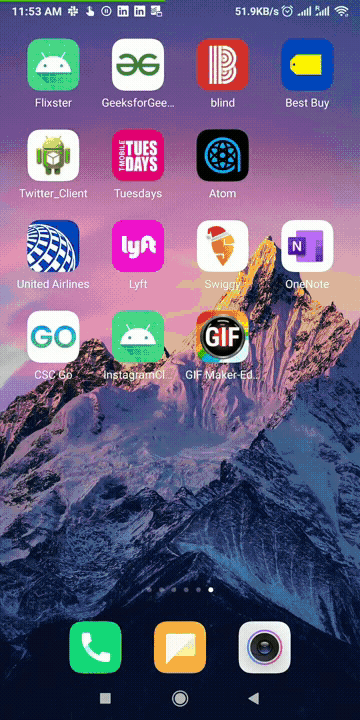 11:53 AM
51.9KB/s
Flixster
GeeksforGee...
blind
Best Buy
T-MOBILE TUES DAYS
Twitter_Client
Tuesdays
Atom
lyft
N
United Airlines
Lyft
Swiggy
OneNote
GO
GIF
CSC Go
InstagramCl...
GIF Maker-Ed...